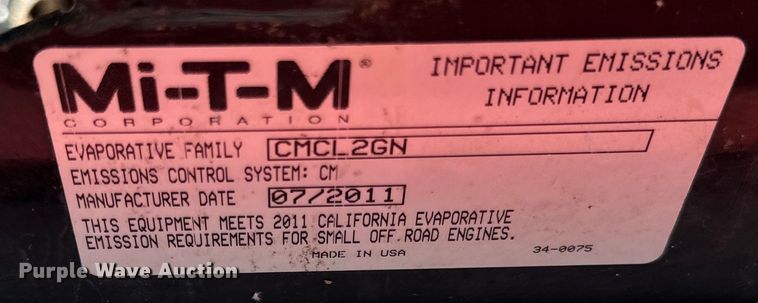 Mi-T-M®
CORPORATION
IMPORTANT EMISSIONS
INFORMATION
EVAPORATIVE FAMILY CMCL2GN
EMISSIONS CONTROL SYSTEM: CM
MANUFACTURER DATE 07/2011
THIS EQUIPMENT MEETS 2011 CALIFORNIA EVAPORATIVE
EMISSION REQUIREMENTS FOR SMALL OFF ROAD ENGINES.
MADE IN USA 34-0075
Purple Wave Auction